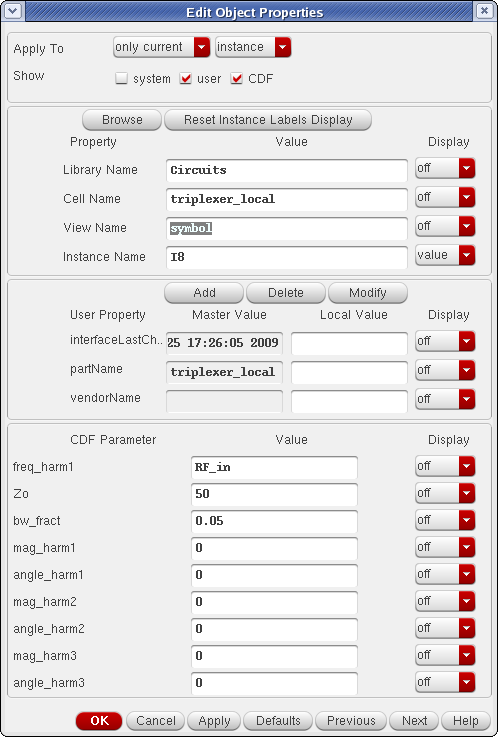 Edit Object Properties
Apply To only current instance
Show system user CDF
Browse Reset Instance Labels Display
Property Value Display
Library Name Circuits off
Cell Name triplexer_local off
View Name symbol off
Instance Name I8 value
Add Delete Modify
User Property Master Value Local Value Display
interfaceLastCh.. 25 17:26:05 2009 off
partName triplexer_local off
vendorName off
CDF Parameter Value Display
freq_harm1 RF_in off
Zo 50 off
bw_fract 0.05 off
mag_harm1 0 off
angle_harm1 0 off
mag_harm2 0 off
angle_harm2 0 off
mag_harm3 0 off
angle_harm3 0 off
OK Cancel Apply Defaults Previous Next Help